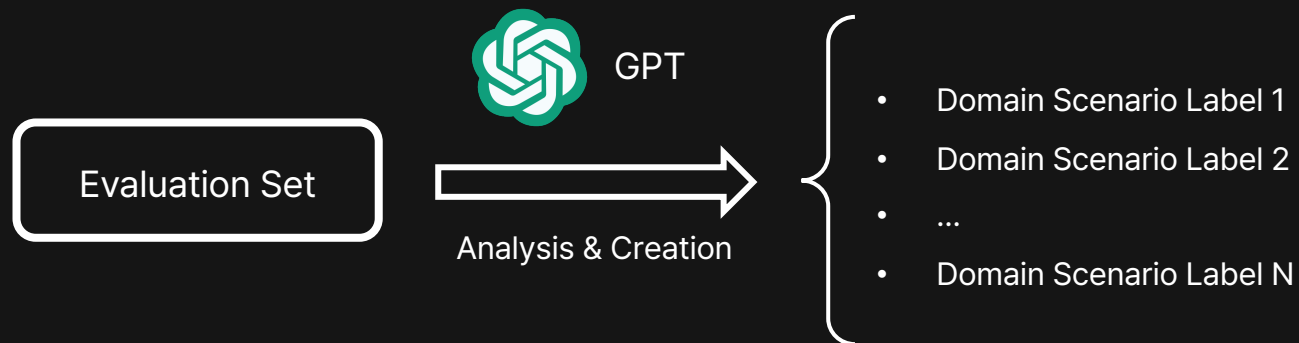 GPT
Evaluation Set
Analysis & Creation
• Domain Scenario Label 1
• Domain Scenario Label 2
• ...
• Domain Scenario Label N